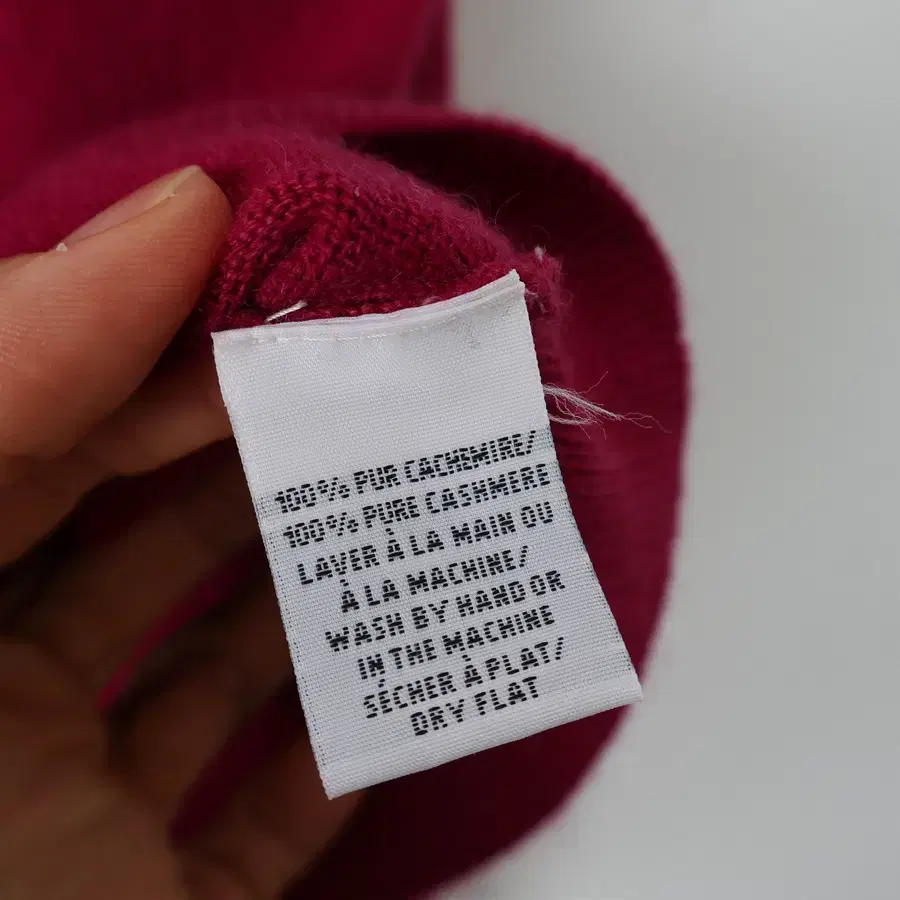 100% PUR CACHEMIRE/
100% PURE CASHMERE
LAVER À LA MAIN OU
À LA MACHINE/
WASH BY HAND OR
IN THE MACHINE
SÉCHER À PLAT/
DRY FLAT